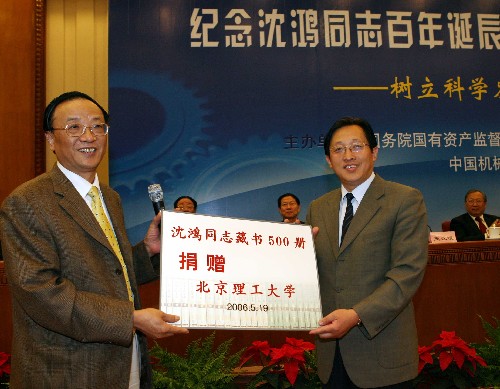 纪念沈鸿同志百年诞辰
——树立科学
主办单
务院国有资产监督
中国机械
沈鸿同志藏书500册
捐赠
北京理工大学
2006.5.19